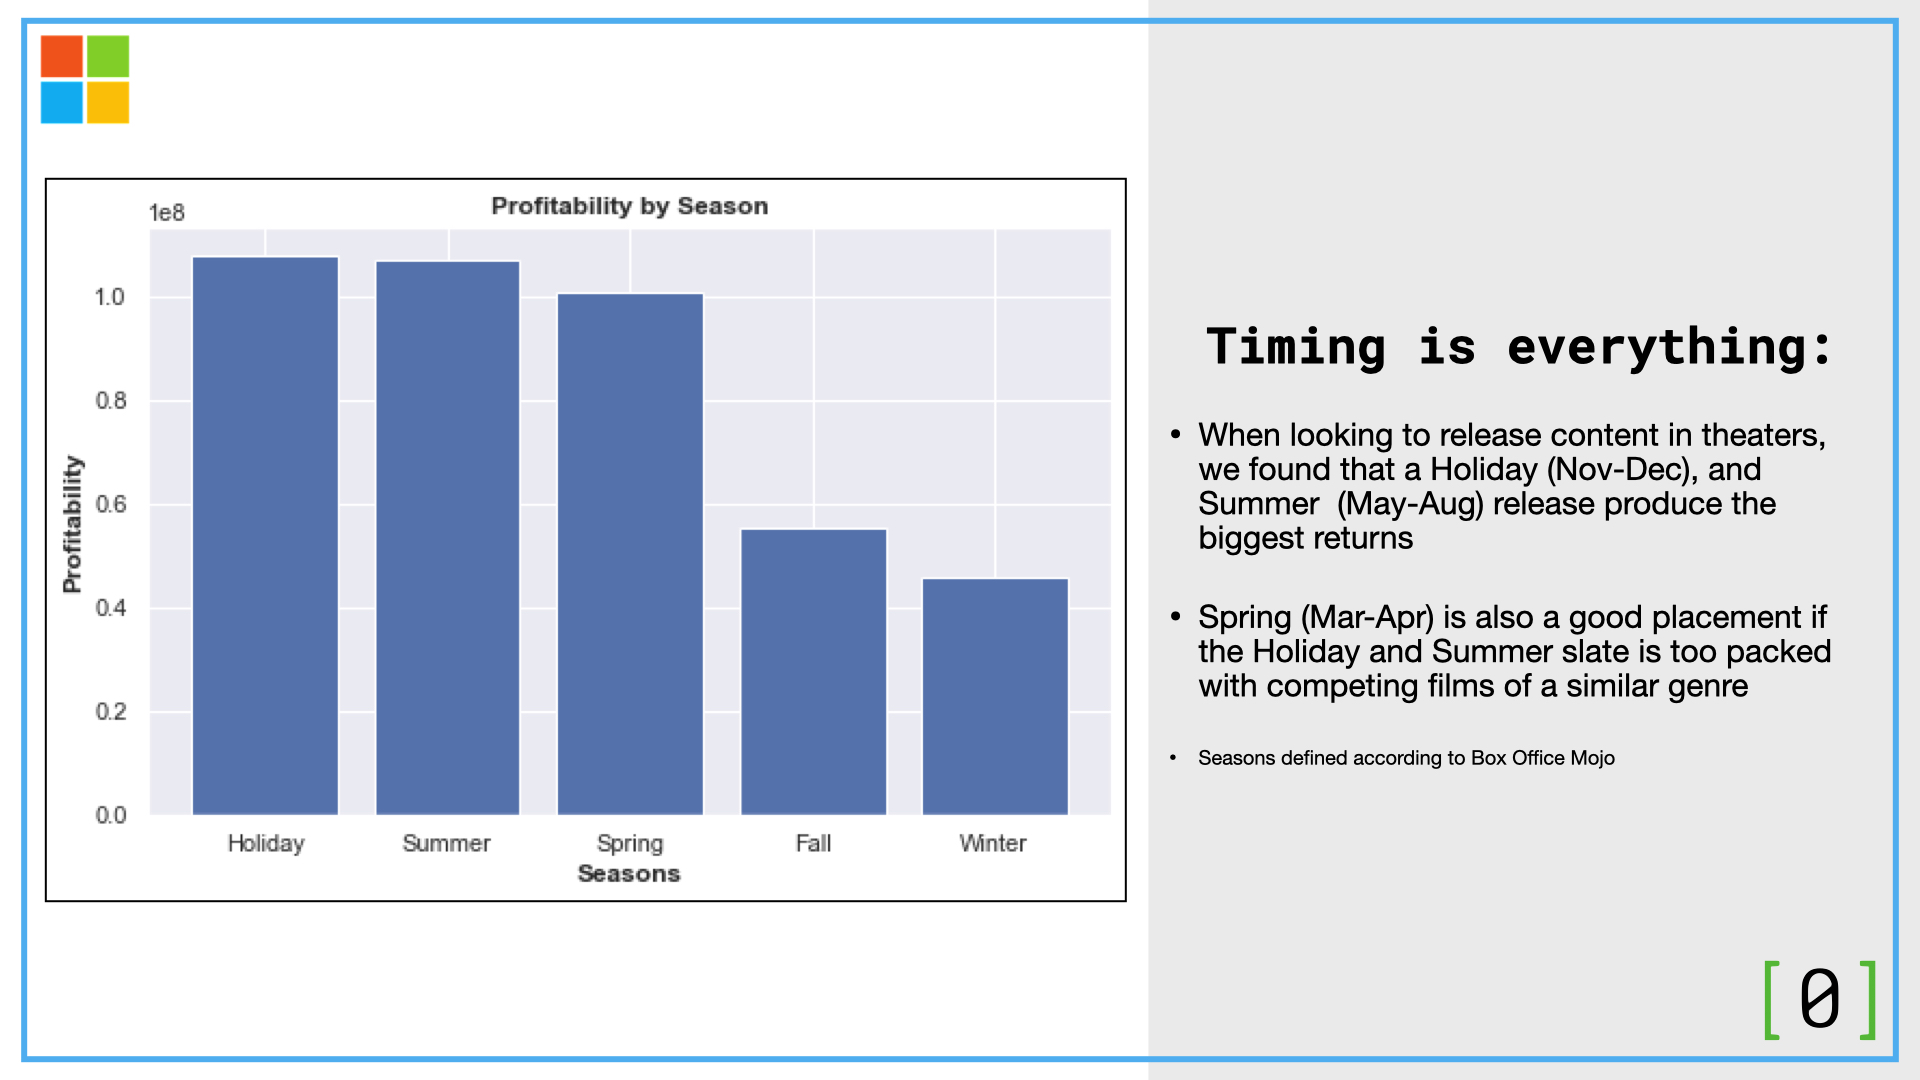 Profitability by Season
1e8
1.0
0.8
0.6
0.4
0.2
0.0
Profitability
Holiday Summer Spring Fall Winter
Seasons
Timing is everything:
• When looking to release content in theaters,
we found that a Holiday (Nov-Dec), and
Summer  (May-Aug) release produce the
biggest returns
• Spring (Mar-Apr) is also a good placement if
the Holiday and Summer slate is too packed
with competing films of a similar genre
• Seasons defined according to Box Office Mojo
[0]